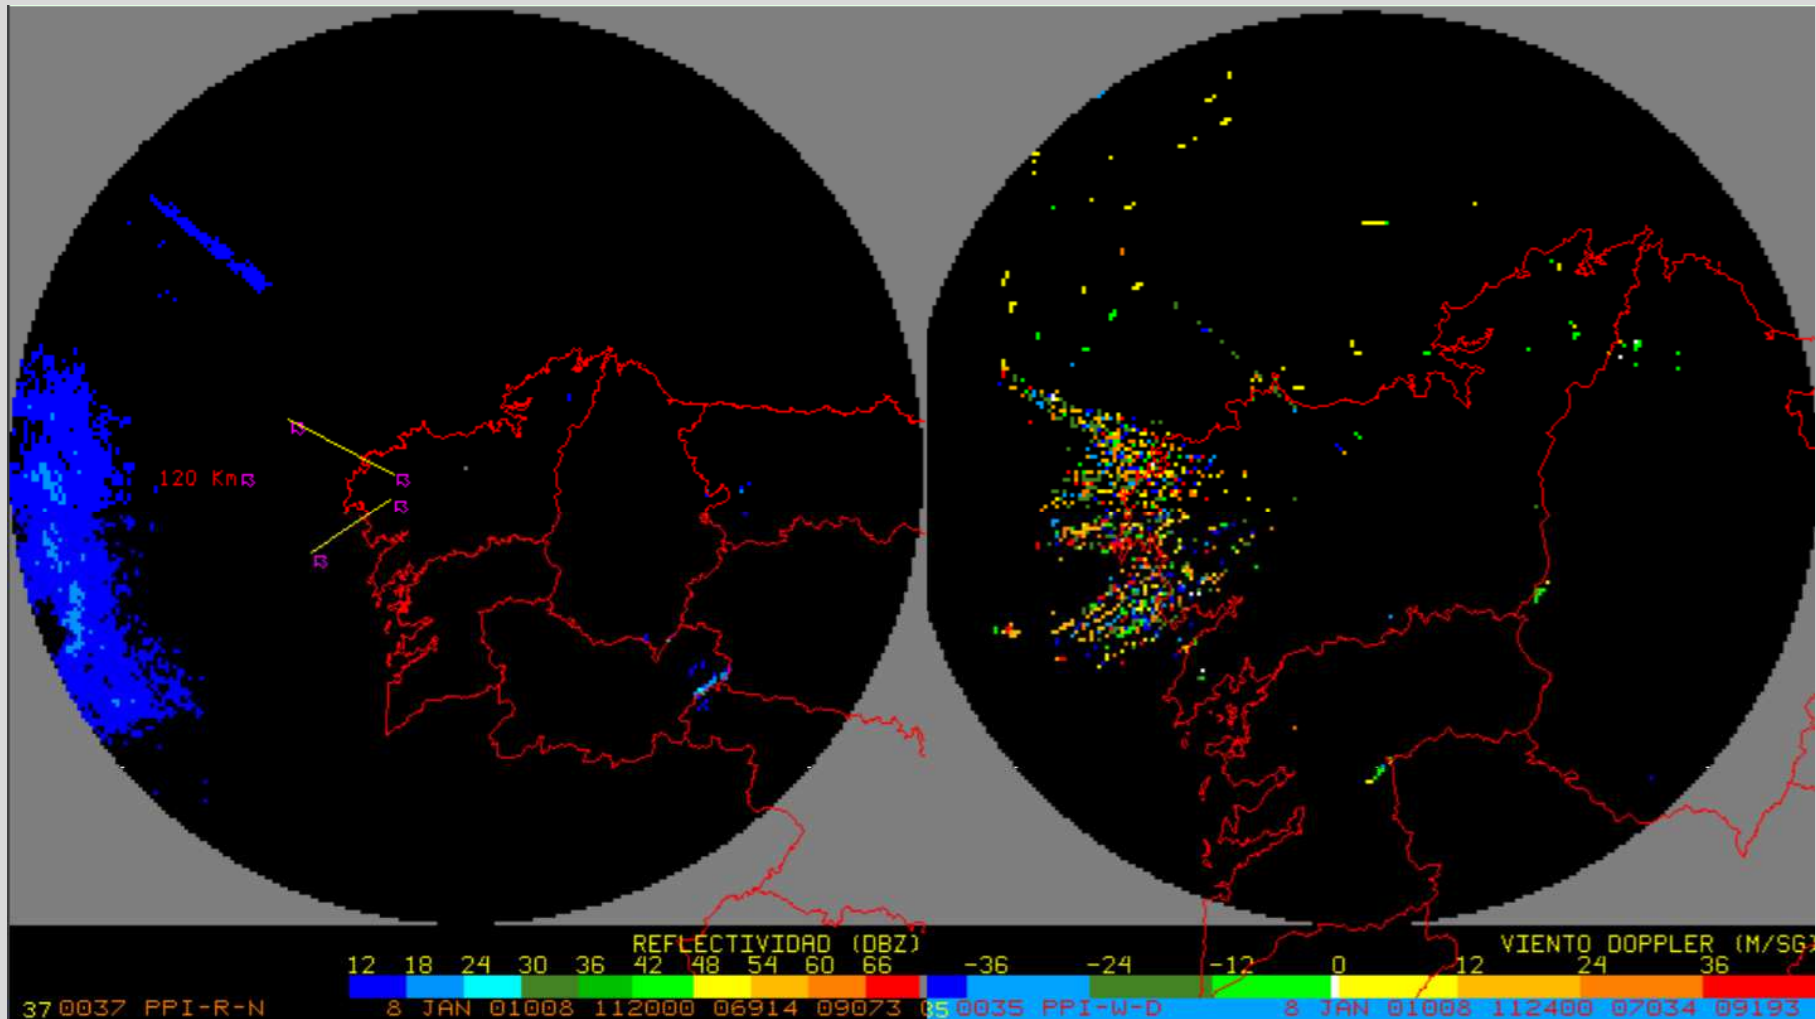 120 Km
REFLECTIVIDAD (DBZ)
12 18 24 30 36 42 48 54 60 66
37 0037 PPI-R-N 8 JAN 01008 112000 06914 09073
VIENTO DOPPLER (M/SG)
-36 -24 -12 0 12 24 36
35 0035 PPI-W-D 8 JAN 01008 112400 07034 09193